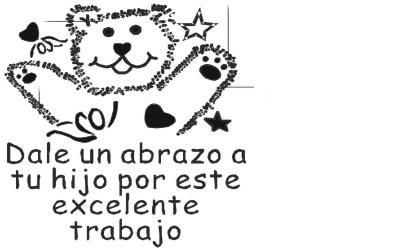 Dale un abrazo a
tu hijo por este
excelente
trabajo